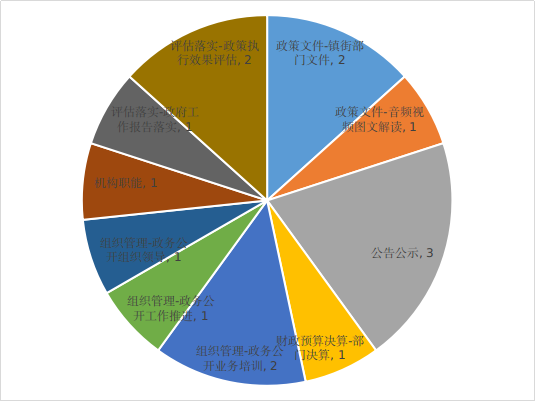 政策文件-镇街部
门文件, 2
政策文件-音频视
频图文解读, 1
公告公示, 3
财政预算决算-部
门决算, 1
组织管理-政务公
开业务培训, 2
组织管理-政务公
开工作推进, 1
组织管理-政务公
开组织领导, 1
机构职能, 1
评估落实-政府工
作报告落实, 1
评估落实-政策执
行效果评估, 2